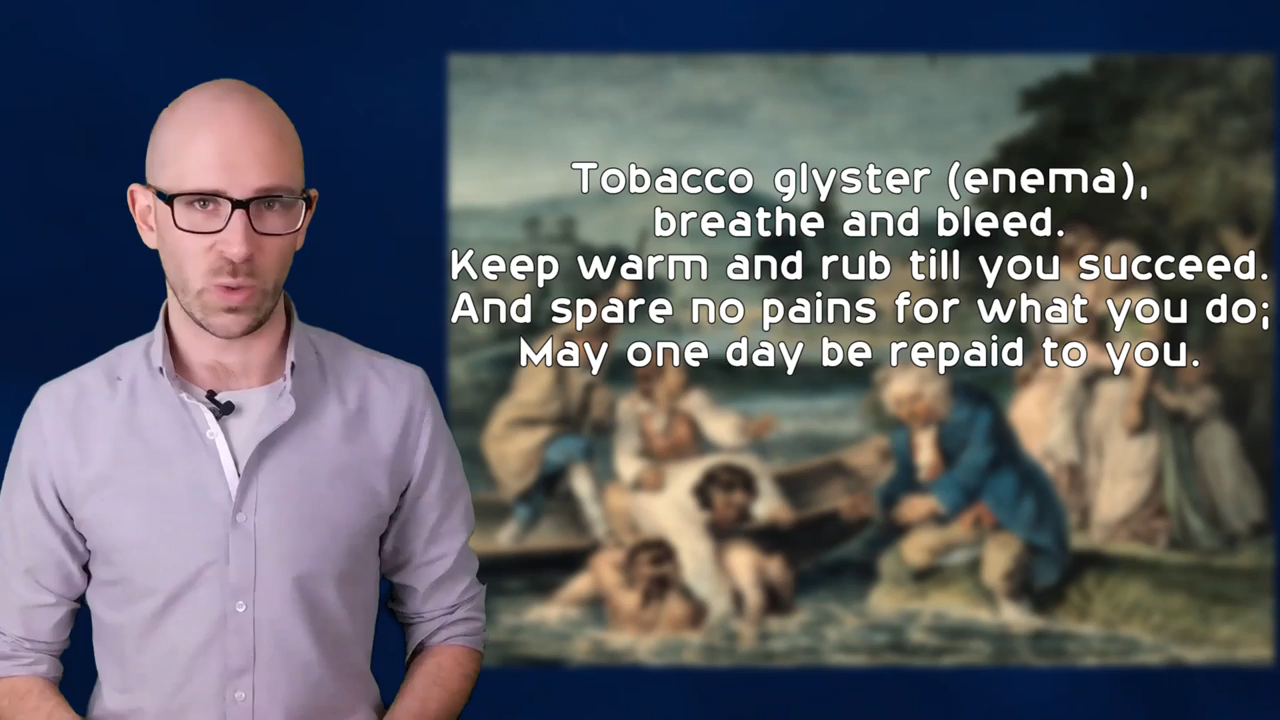 Tobacco glyster (enema),
breathe and bleed.
Keep warm and rub till you succeed.
And spare no pains for what you do;
May one day be repaid to you.